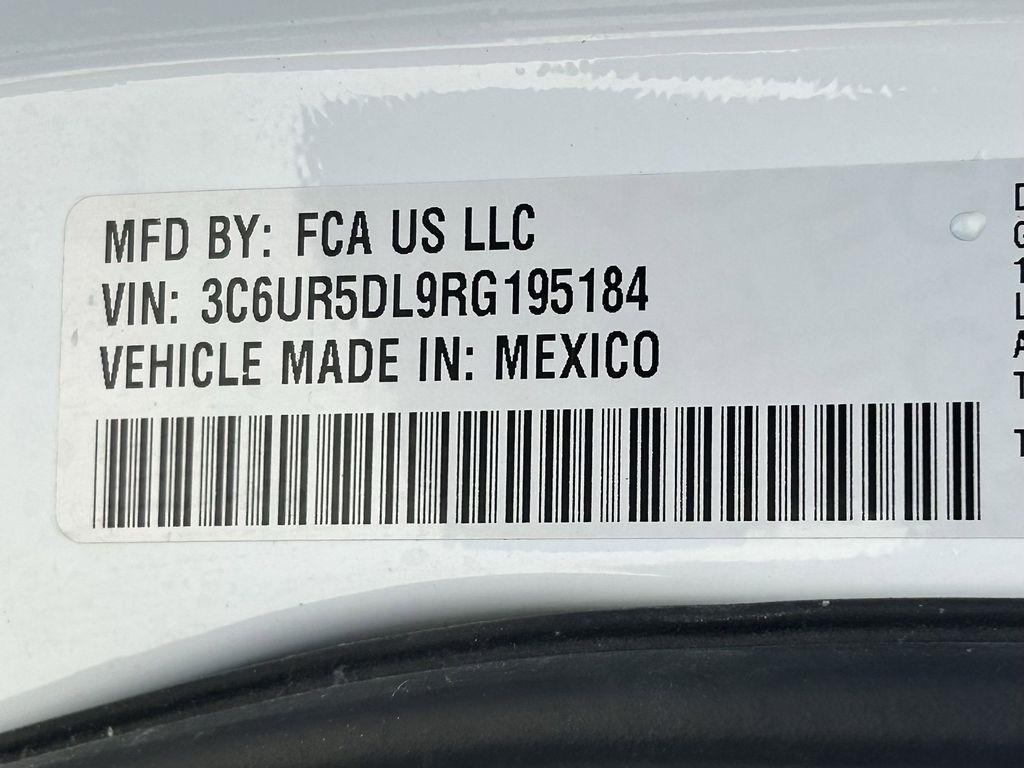 MFD BY: FCA US LLC
VIN: 3C6UR5DL9RG195184
VEHICLE MADE IN: MEXICO